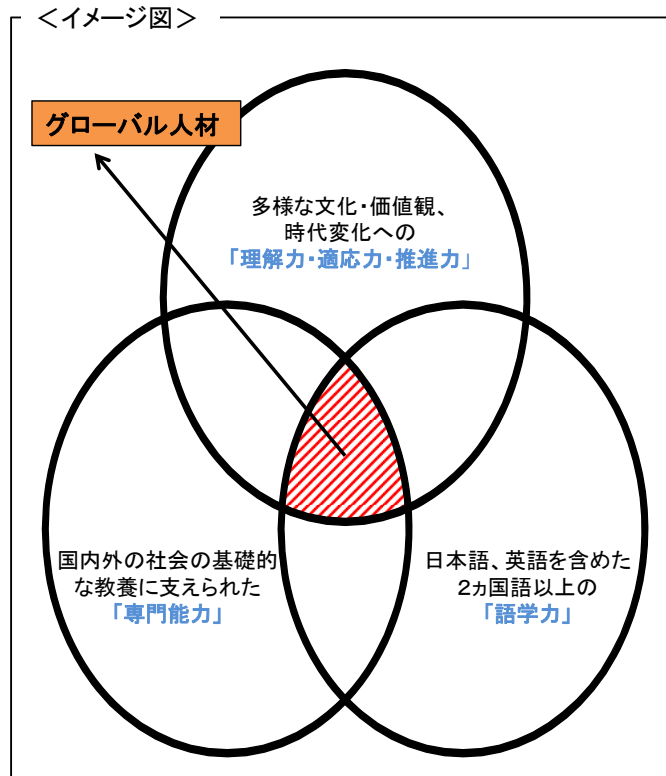 ＜イメージ図＞
グローバル人材
多様な文化・価値観、
時代変化への
「理解力・適応力・推進力」
国内外の社会の基礎的
な教養に支えられた
「専門能力」
日本語、英語を含めた
２ヵ国語以上の
「語学力」